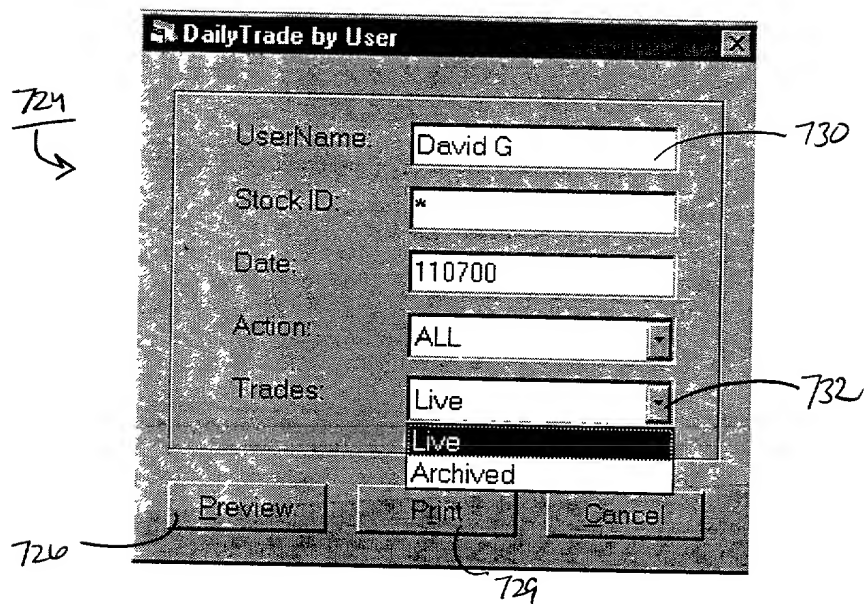 DailyTrade by User
724
UserName: David G 730
Stock ID: *
Date: 110700
Action: ALL
Trades: Live 732
Live
Archived
Preview Print Cancel
726 729